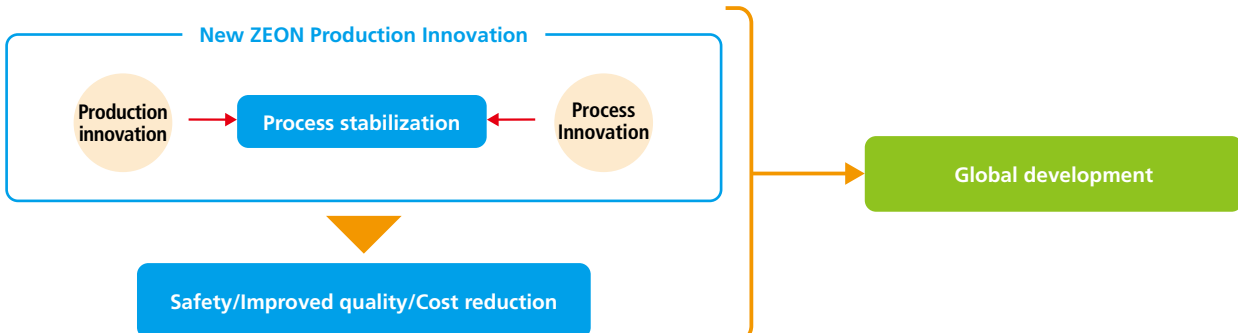 New ZEON Production Innovation
Production
innovation
Process stabilization
Process
Innovation
Global development
Safety/Improved quality/Cost reduction